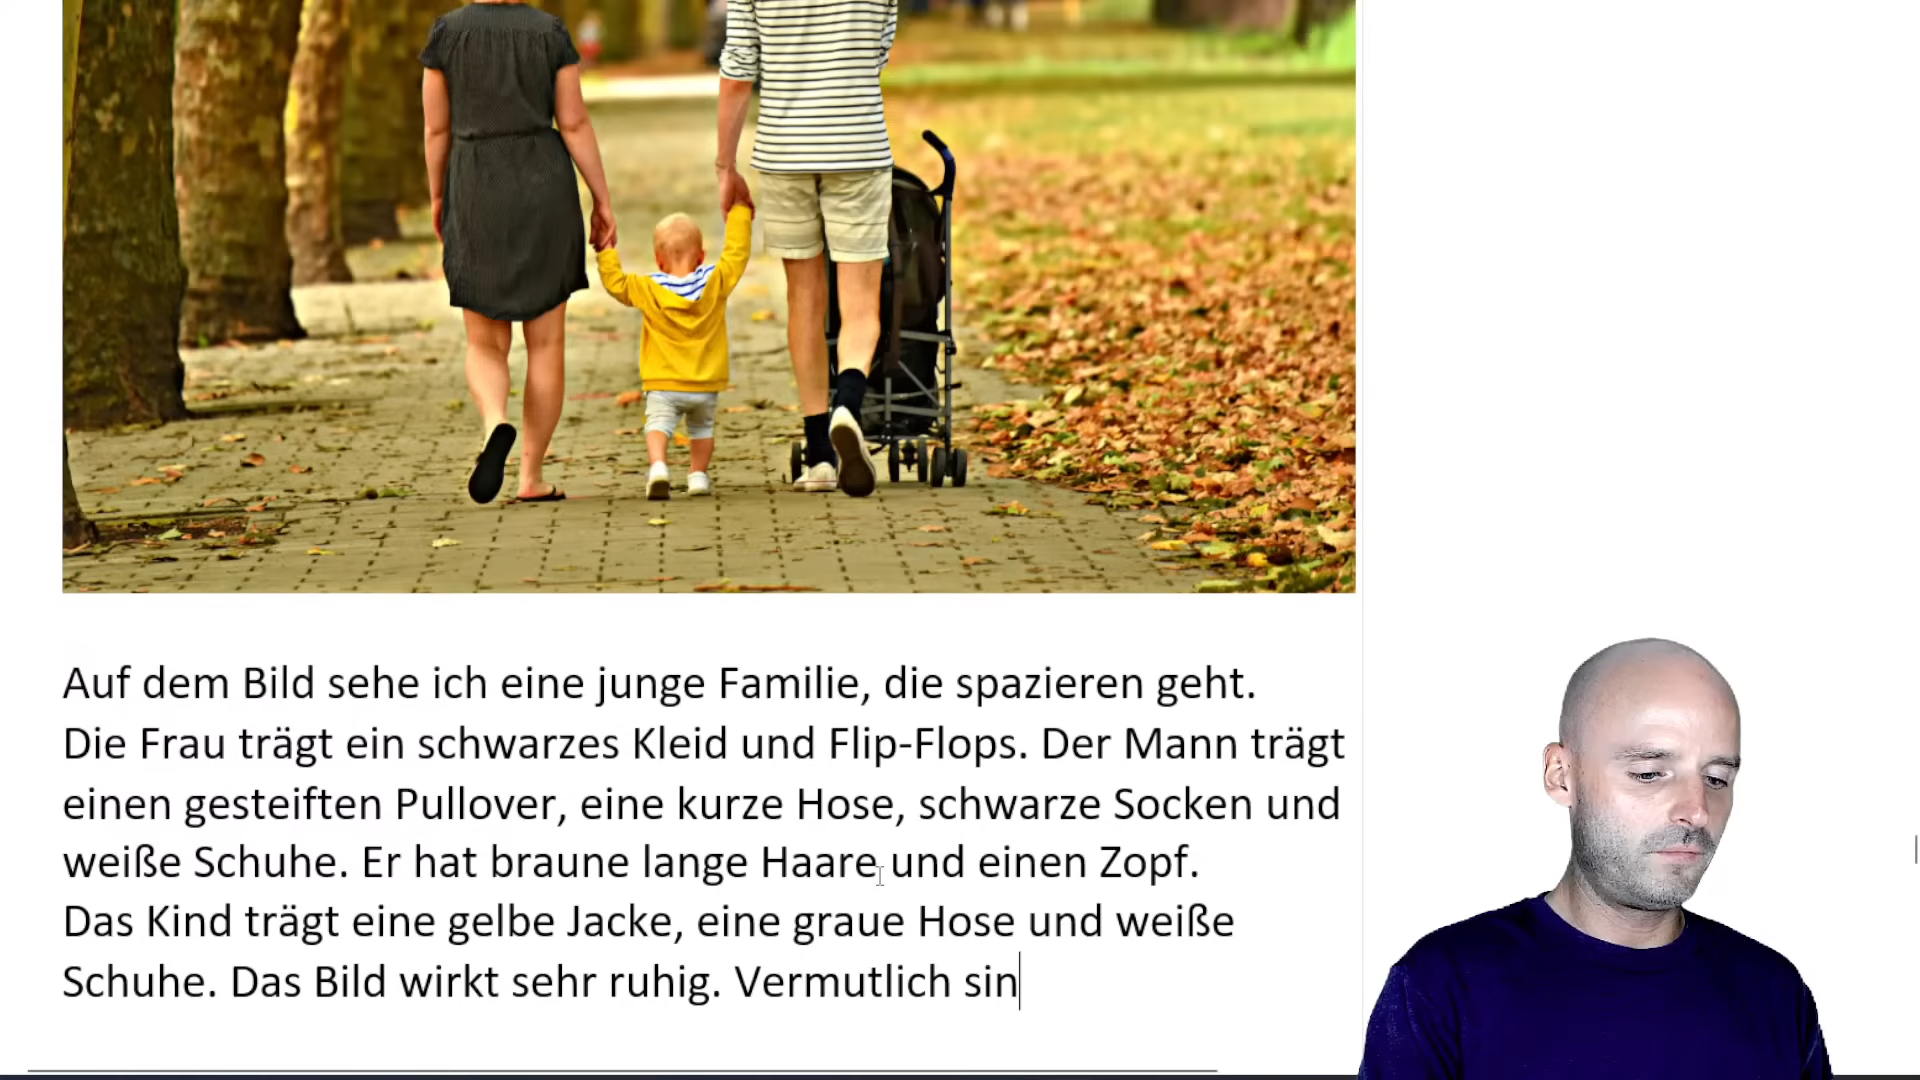 Auf dem Bild sehe ich eine junge Familie, die spazieren geht.
Die Frau trägt ein schwarzes Kleid und Flip-Flops. Der Mann trägt
einen gesteiften Pullover, eine kurze Hose, schwarze Socken und
weiße Schuhe. Er hat braune lange Haare und einen Zopf.
Das Kind trägt eine gelbe Jacke, eine graue Hose und weiße
Schuhe. Das Bild wirkt sehr ruhig. Vermutlich sin